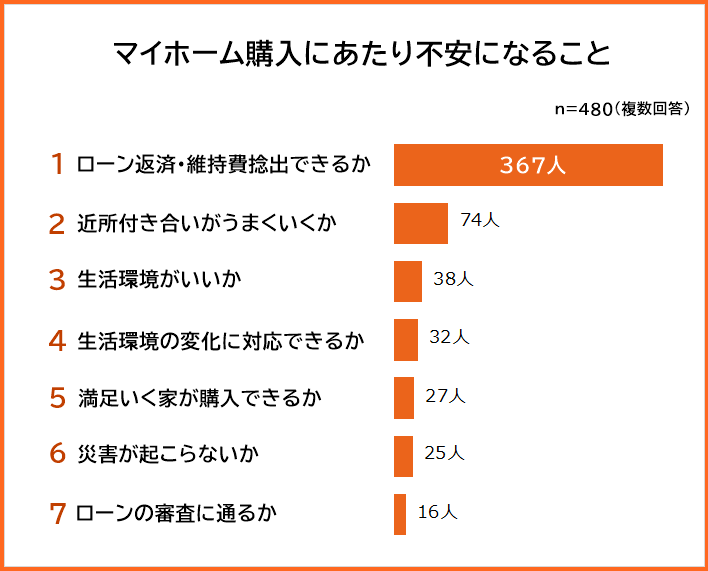 マイホーム購入にあたり不安になること
n=480(複数回答)
1 ローン返済・維持費捻出できるか 367人
2 近所付き合いがうまくいくか 74人
3 生活環境がいいか 38人
4 生活環境の変化に対応できるか 32人
5 満足いく家が購入できるか 27人
6 災害が起こらないか 25人
7 ローンの審査に通るか 16人